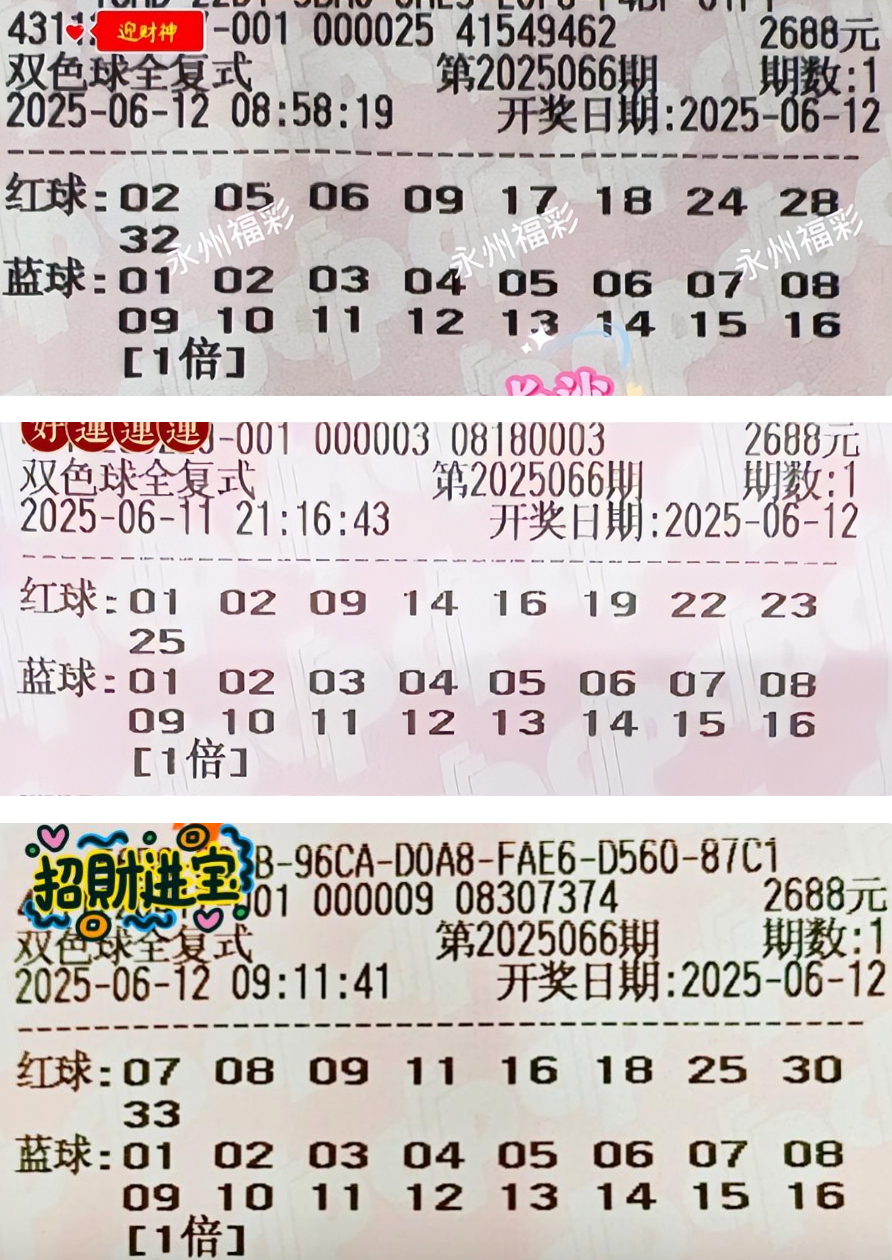 迎财神
-001 000025 41549462 2688元
双色球全复式 第2025066期 期数:1
2025-06-12 08:58:19 开奖日期:2025-06-12
红球:02 05 06 09 17 18 24 28
32
蓝球:01 02 03 04 05 06 07 08
09 10 11 12 13 14 15 16
[1倍]
永州福彩 永州福彩 永州福彩
长沙
好運連連
-001 000003 08180003 2688元
双色球全复式 第2025066期 期数:1
2025-06-11 21:16:43 开奖日期:2025-06-12
红球:01 02 09 14 16 19 22 23
25
蓝球:01 02 03 04 05 06 07 08
09 10 11 12 13 14 15 16
[1倍]
招財進宝
B-96CA-D0A8-FAE6-D560-87C1
001 000009 08307374 2688元
双色球全复式 第2025066期 期数:1
2025-06-12 09:11:41 开奖日期:2025-06-12
红球:07 08 09 11 16 18 25 30
33
蓝球:01 02 03 04 05 06 07 08
09 10 11 12 13 14 15 16
[1倍]